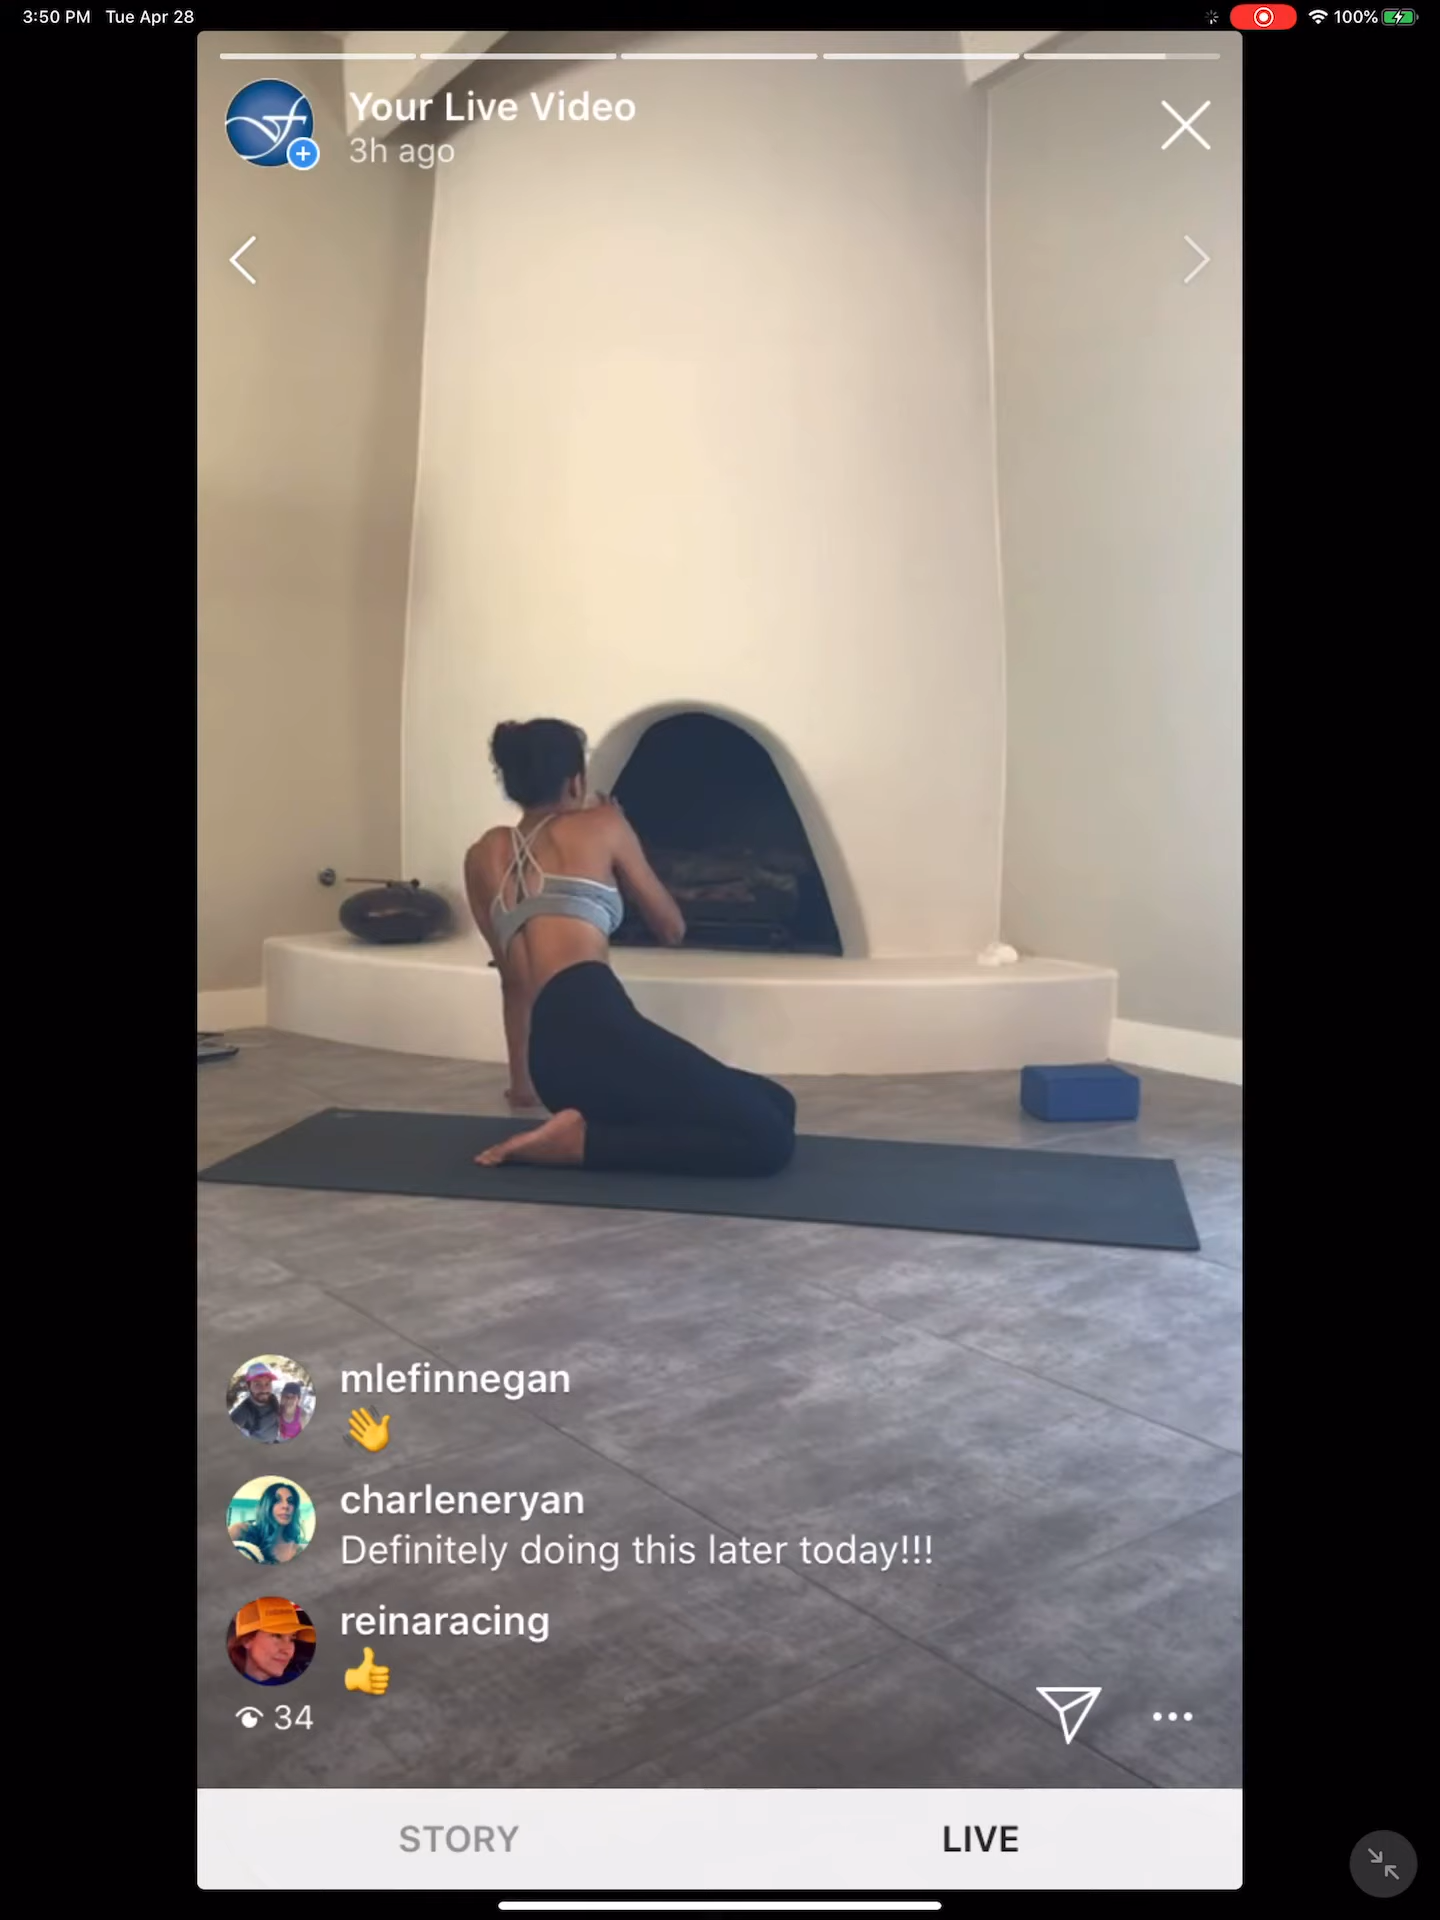 3:50 PM Tue Apr 28
100%
Your Live Video
3h ago
mlefinnegan
👋
charleneryan
Definitely doing this later today!!!
reinaracing
👍
34
STORY
LIVE